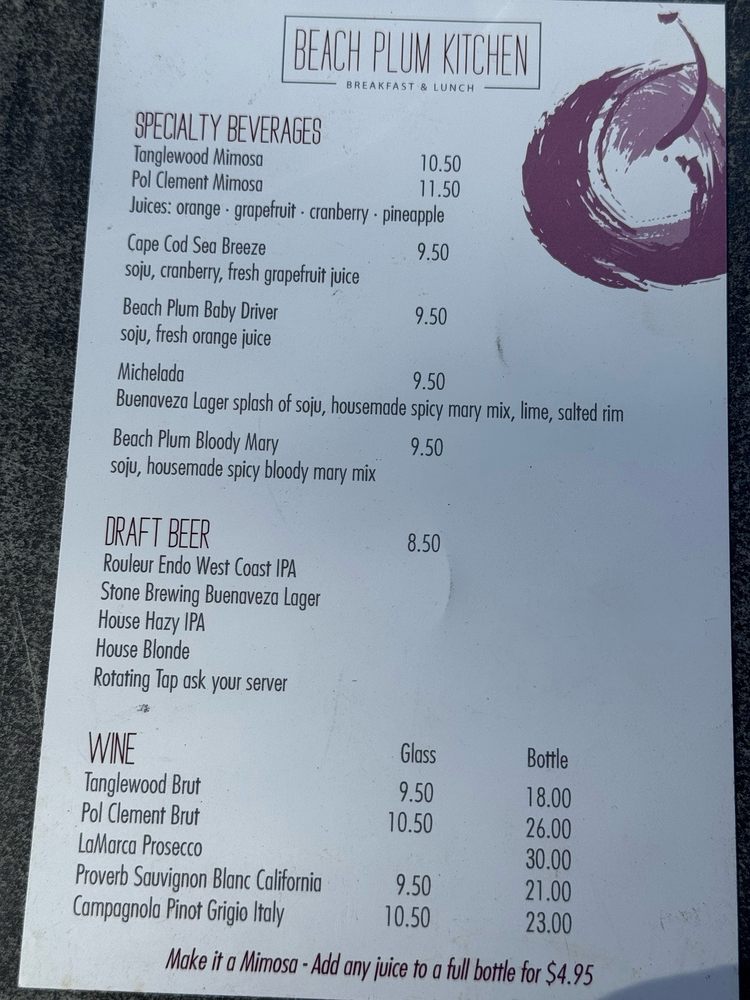 BEACH PLUM KITCHEN
BREAKFAST & LUNCH
SPECIALTY BEVERAGES
Tanglewood Mimosa 10.50
Pol Clement Mimosa 11.50
Juices: orange · grapefruit · cranberry · pineapple
Cape Cod Sea Breeze 9.50
soju, cranberry, fresh grapefruit juice
Beach Plum Baby Driver 9.50
soju, fresh orange juice
Michelada 9.50
Buenaveza Lager splash of soju, housemade spicy mary mix, lime, salted rim
Beach Plum Bloody Mary 9.50
soju, housemade spicy bloody mary mix
DRAFT BEER 8.50
Rouleur Endo West Coast IPA
Stone Brewing Buenaveza Lager
House Hazy IPA
House Blonde
Rotating Tap ask your server
WINE Glass Bottle
Tanglewood Brut 9.50 18.00
Pol Clement Brut 10.50 26.00
LaMarca Prosecco 30.00
Proverb Sauvignon Blanc California 9.50 21.00
Campagnola Pinot Grigio Italy 10.50 23.00
Make it a Mimosa - Add any juice to a full bottle for $4.95